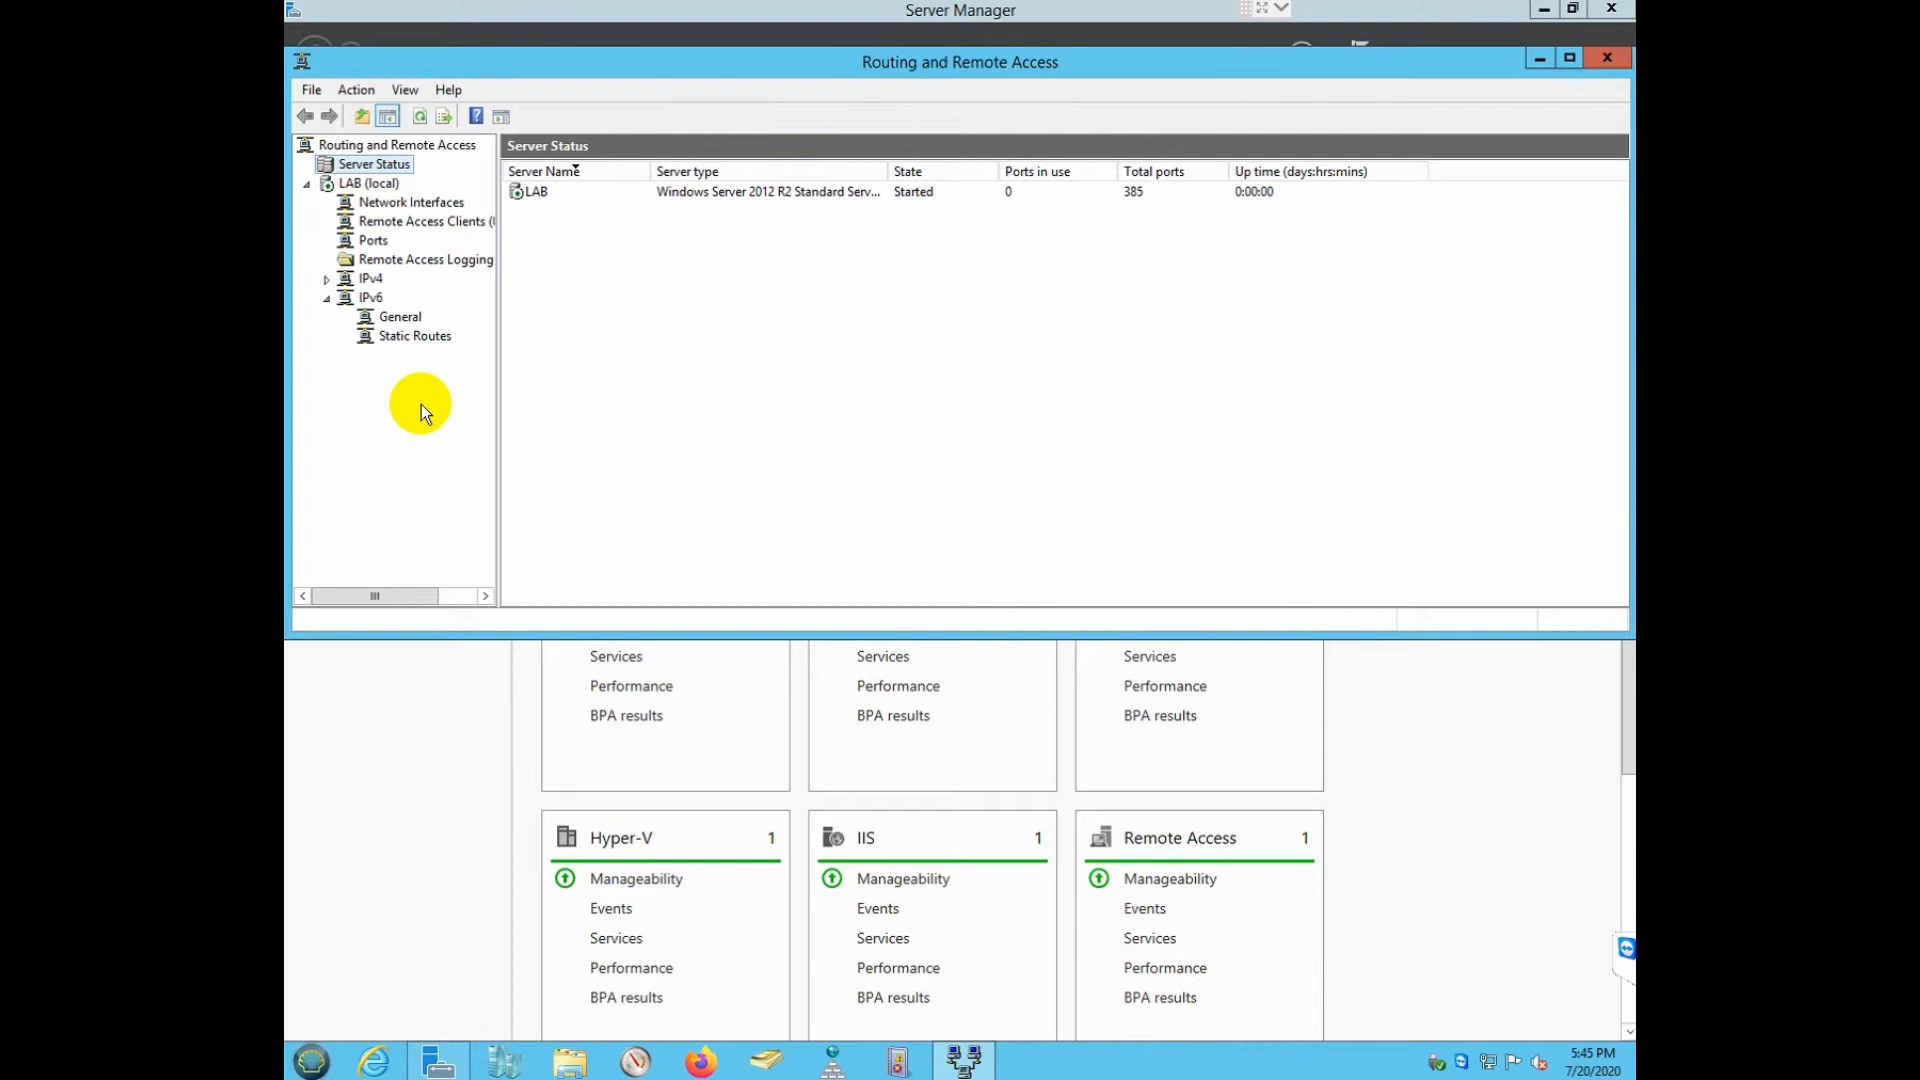 Server Manager
Routing and Remote Access
File Action View Help
Routing and Remote Access
Server Status
LAB (local)
Network Interfaces
Remote Access Clients (
Ports
Remote Access Logging
IPv4
IPv6
General
Static Routes
Server Status
Server Name Server type State Ports in use Total ports Up time (days:hrs:mins)
LAB Windows Server 2012 R2 Standard Serv... Started 0 385 0:00:00
Services Services Services
Performance Performance Performance
BPA results BPA results BPA results
Hyper-V 1 IIS 1 Remote Access 1
Manageability Manageability Manageability
Events Events Events
Services Services Services
Performance Performance Performance
BPA results BPA results BPA results
5:45 PM
7/20/2020